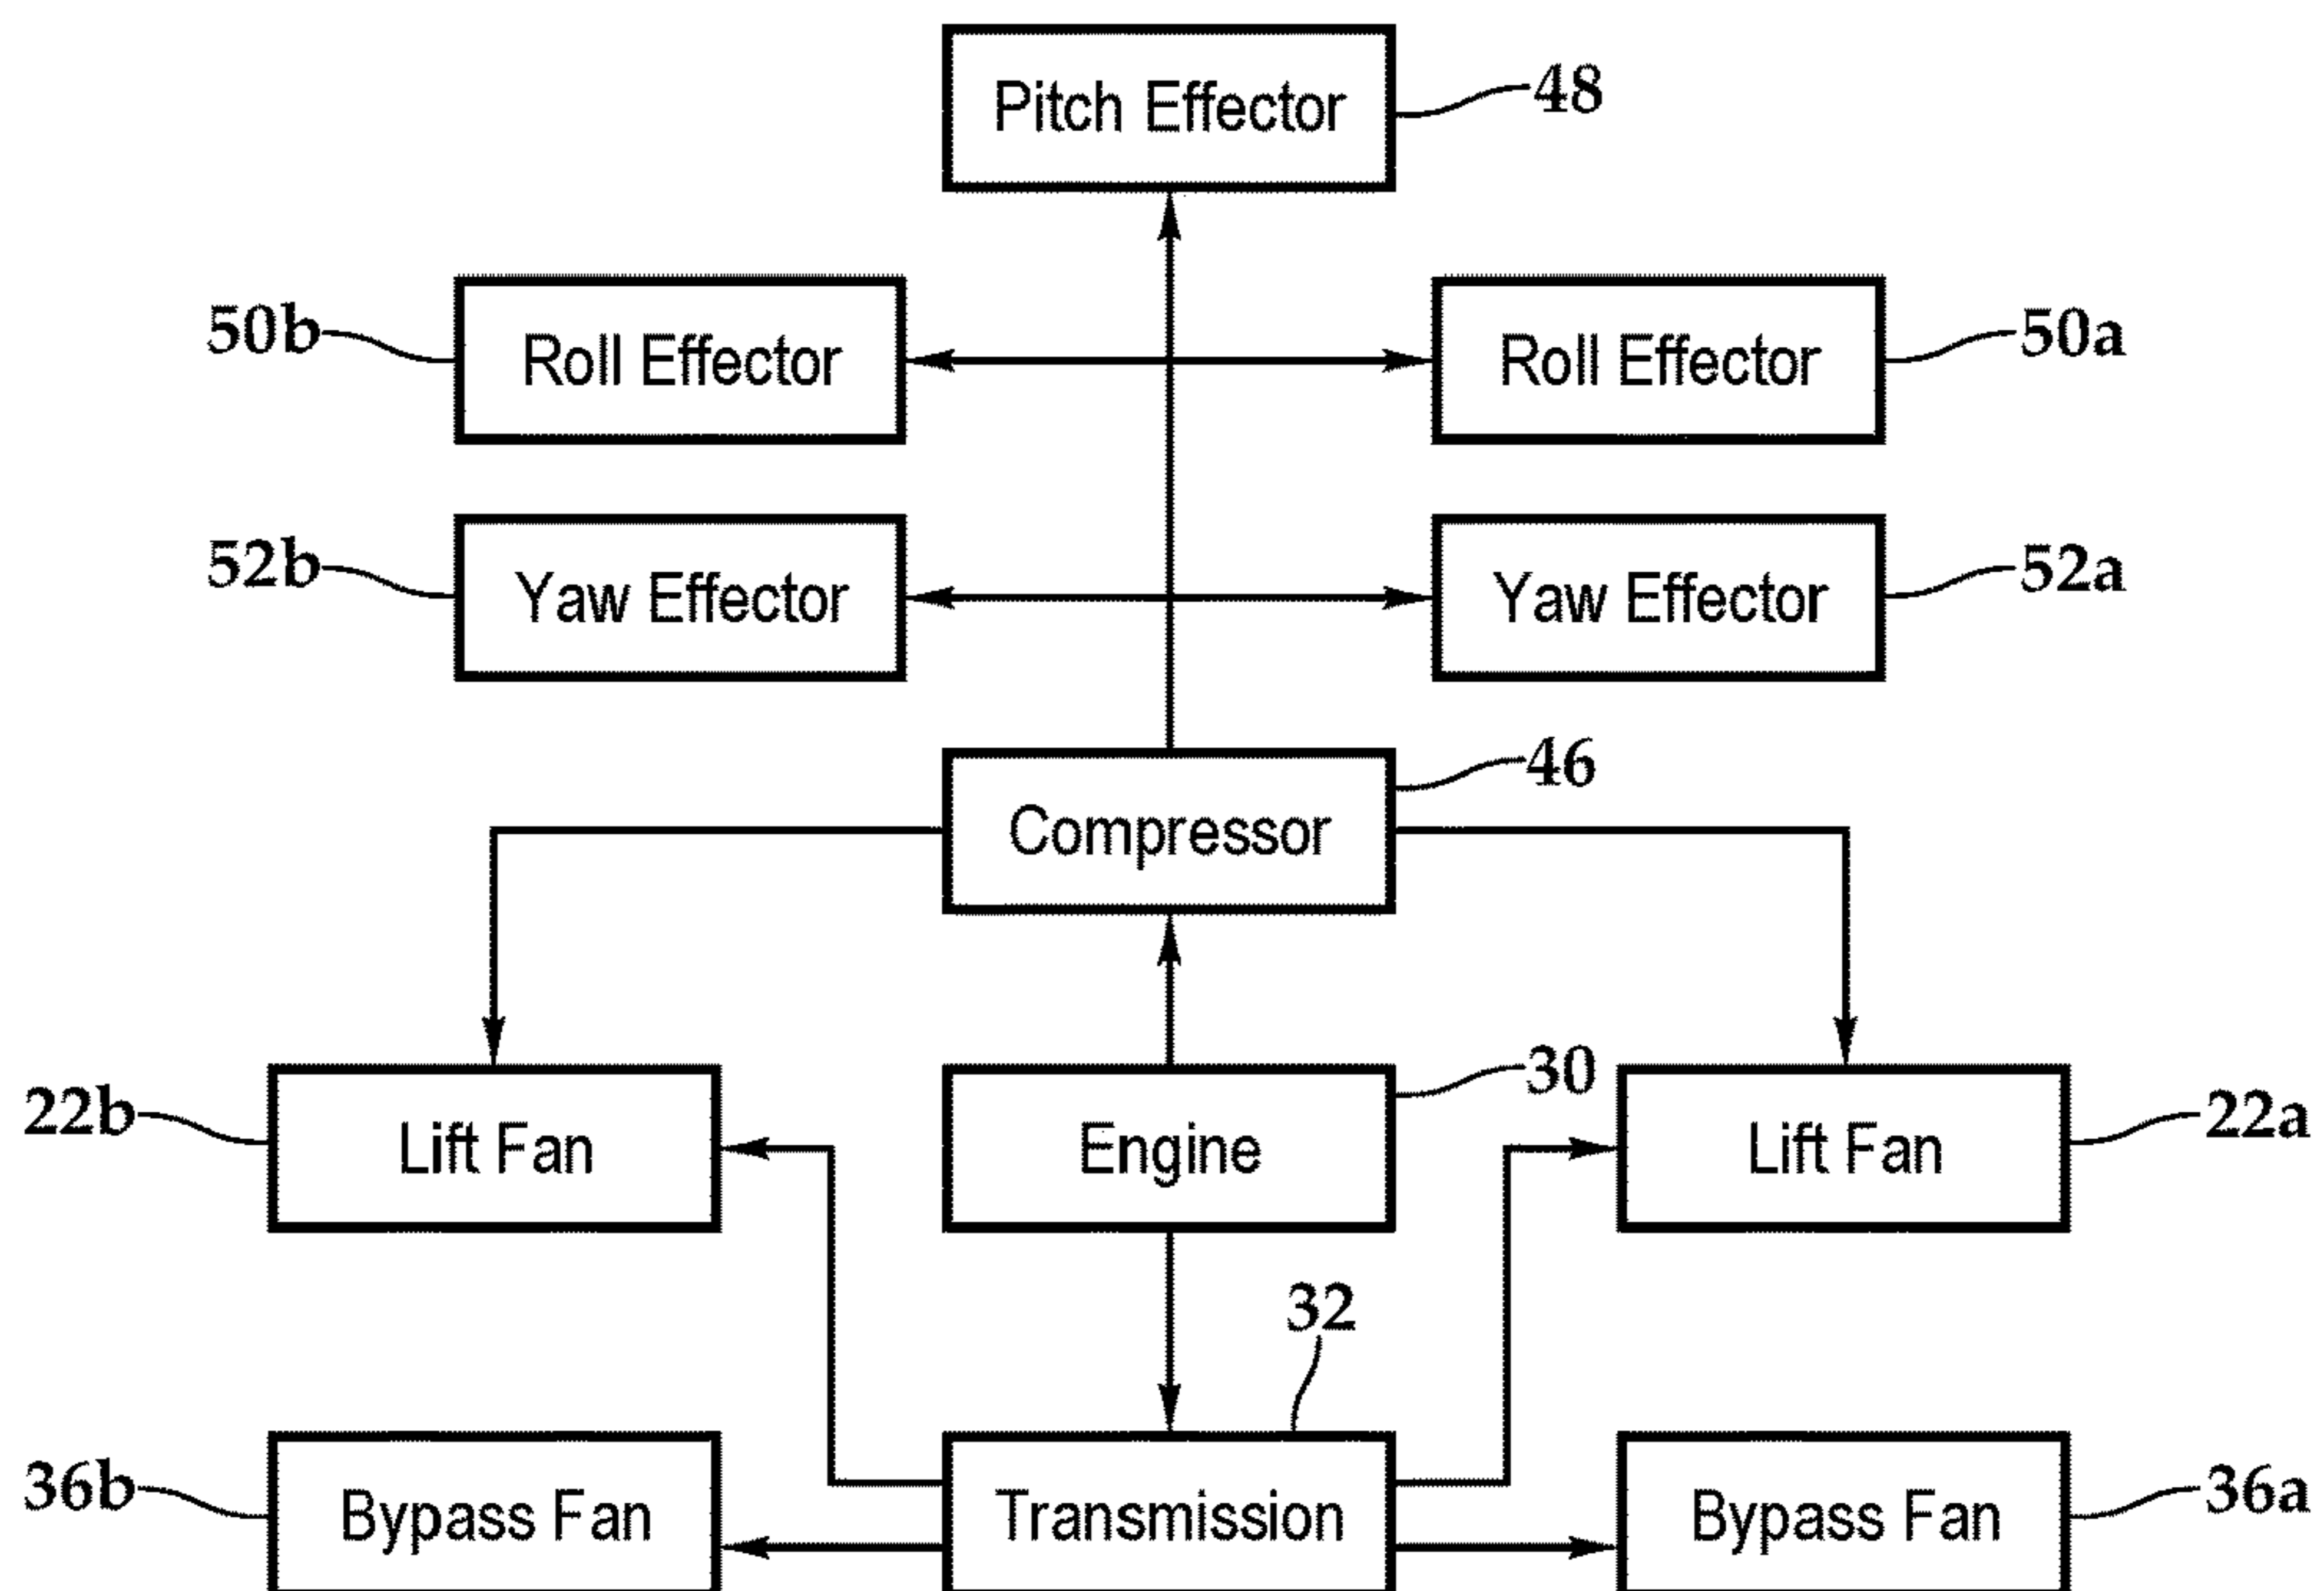 Pitch Effector
48
50b
Roll Effector
Roll Effector
50a
52b
Yaw Effector
Yaw Effector
52a
46
Compressor
30
22b
Lift Fan
Engine
Lift Fan
22a
32
36b
Bypass Fan
Transmission
Bypass Fan
36a